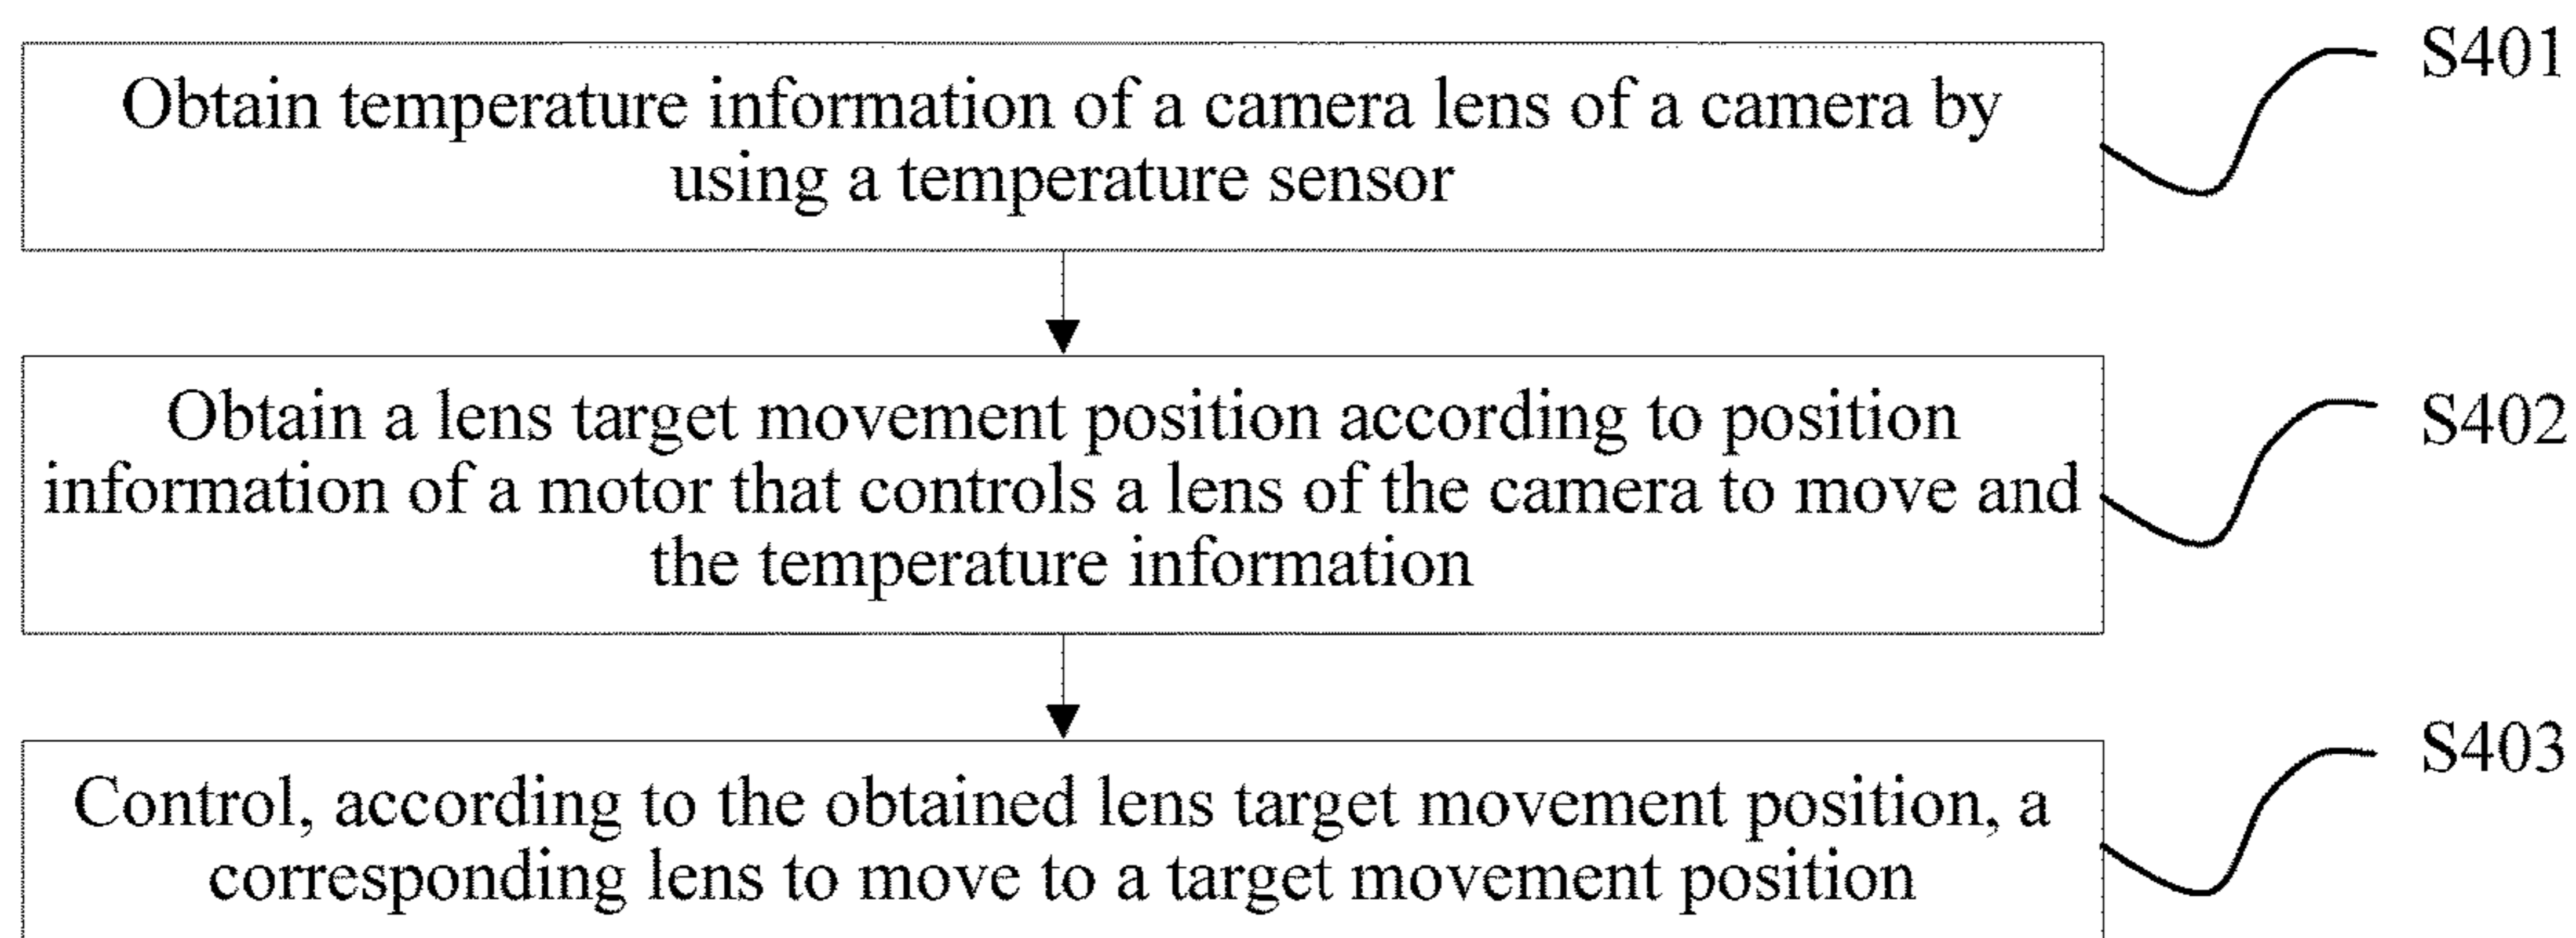 S401
Obtain temperature information of a camera lens of a camera by
using a temperature sensor
S402
Obtain a lens target movement position according to position
information of a motor that controls a lens of the camera to move and
the temperature information
S403
Control, according to the obtained lens target movement position, a
corresponding lens to move to a target movement position